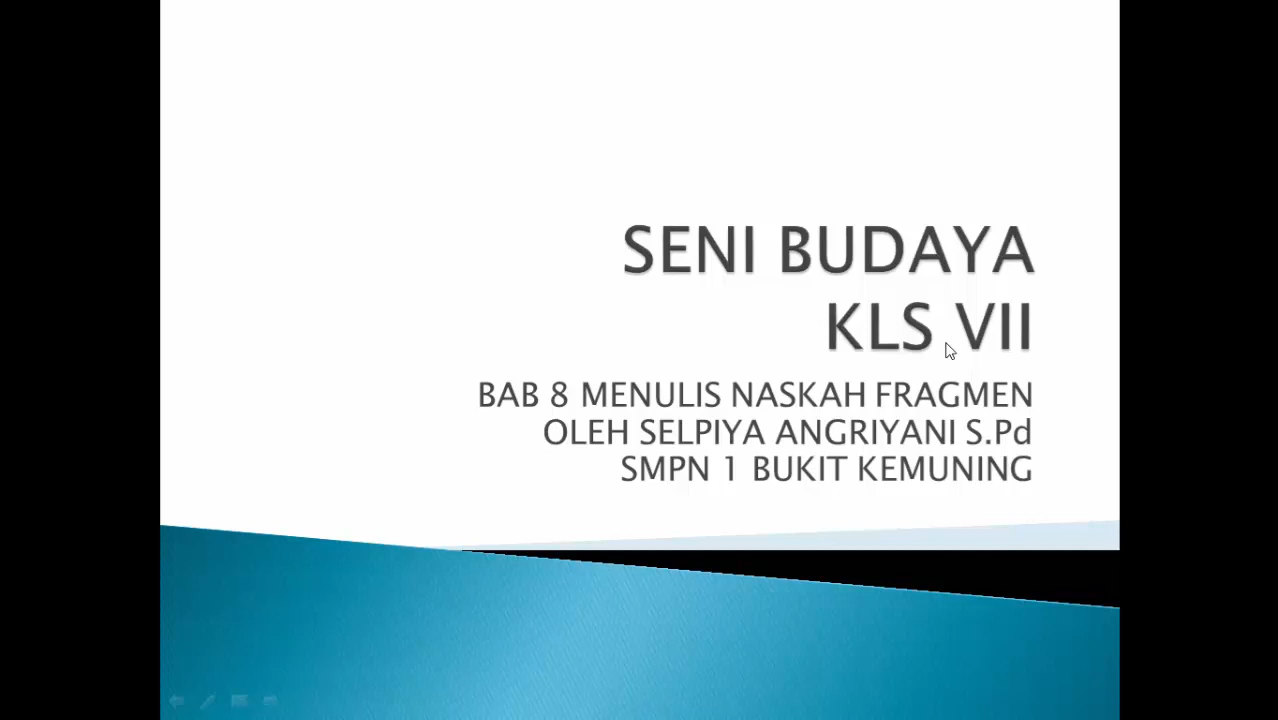 SENI BUDAYA
KLS VII
BAB 8 MENULIS NASKAH FRAGMEN
OLEH SELPIYA ANGRIYANI S.Pd
SMPN 1 BUKIT KEMUNING